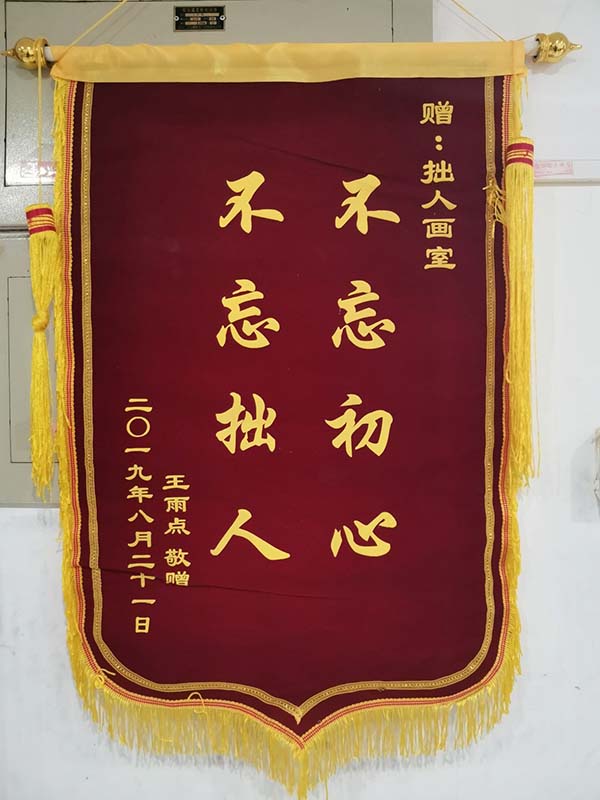 赠：拙人画室
不忘初心
不忘拙人
王雨点 敬赠
二〇一九年八月二十一日